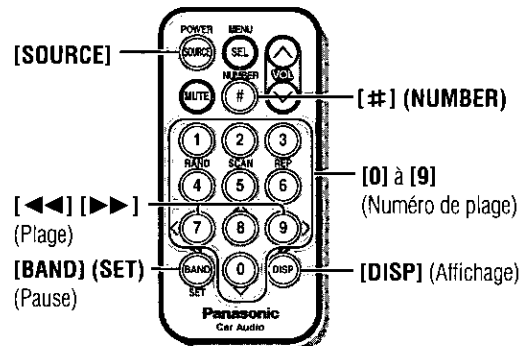 POWER MENU
[SOURCE] SOURCE SEL ∧
VOL
NUMBER
MUTE # ∨
[#] (NUMBER)
1 2 3
RAND SCAN REP
4 5 6
[0] à [9]
(Numéro de plage)
[◀◀] [▶▶]
(Plage)
< 7 8 9 >
[BAND] (SET)
(Pause)
BAND 0 DISP
SET
[DISP] (Affichage)
Panasonic
Car Audio